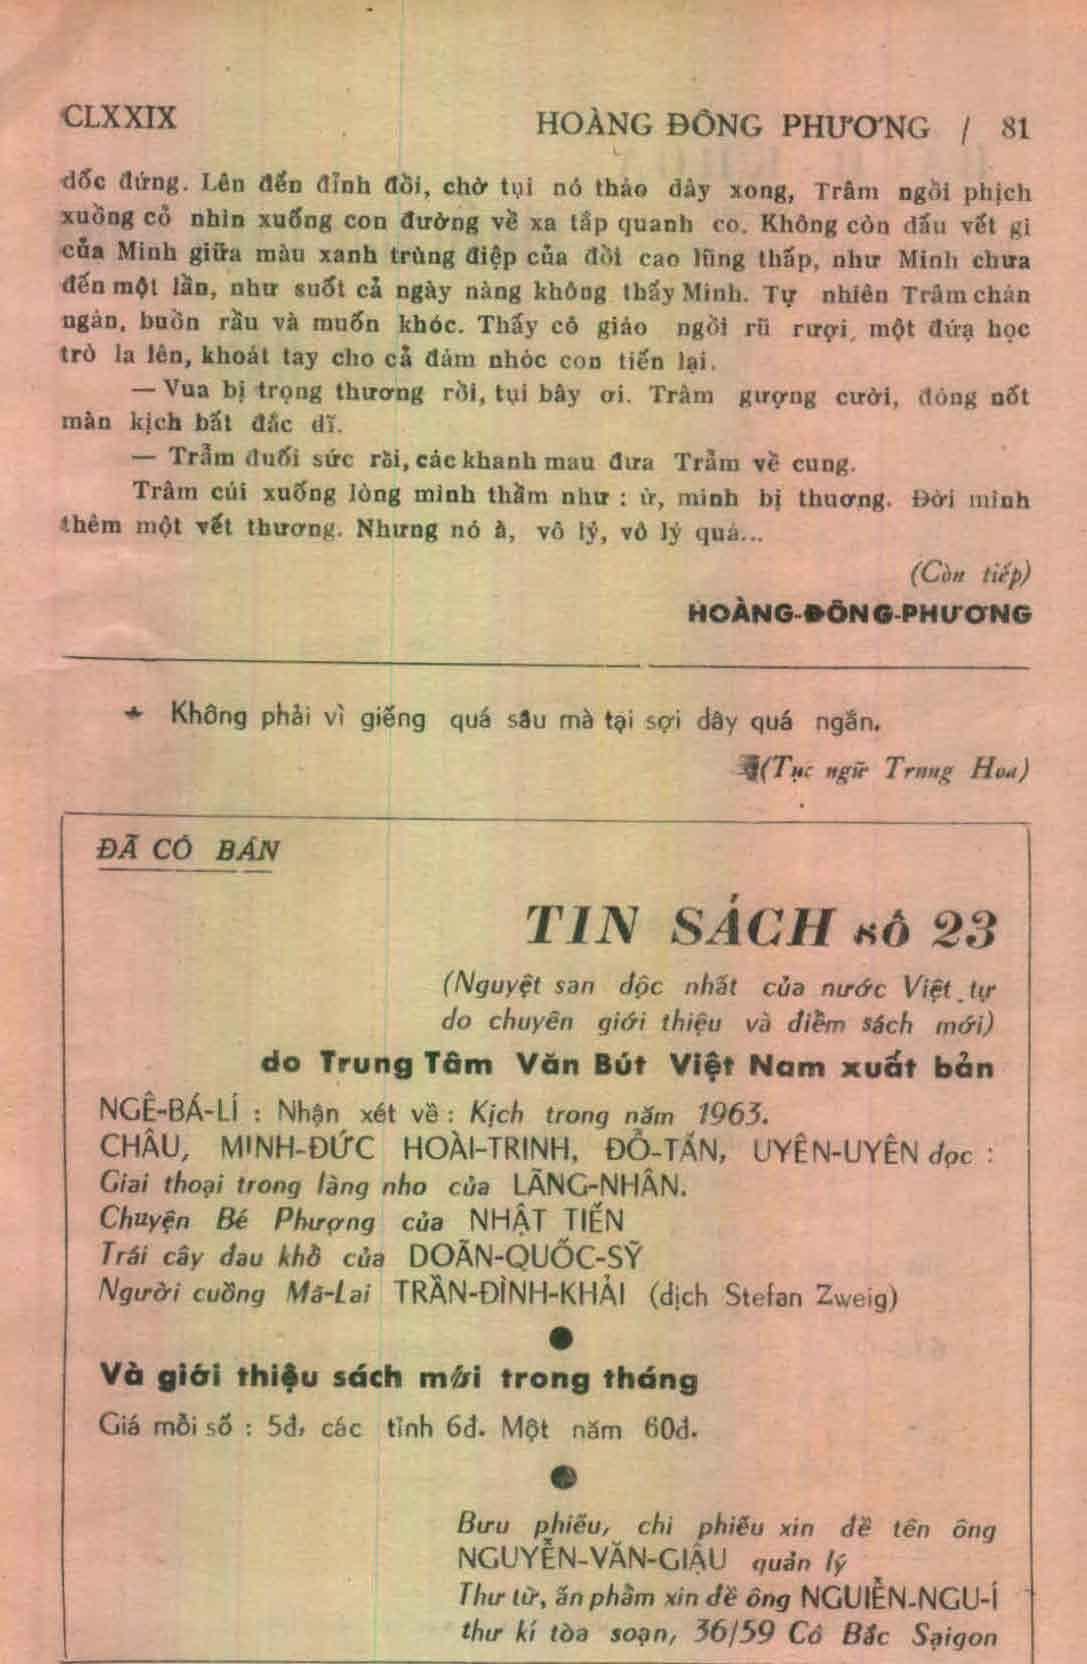 CLXXIX HOÀNG ĐÔNG PHƯƠNG / 81
dốc đứng. Lên đến đỉnh đồi, chờ tụi nó tháo dây xong, Trâm ngồi phịch
xuống cỏ nhìn xuống con đường về xa tắp quanh co. Không còn dấu vết gì
của Minh giữa màu xanh trùng điệp của đồi cao lũng thấp, như Minh chưa
đến một lần, như suốt cả ngày nàng không thấy Minh. Tự nhiên Trâm chán
ngán, buồn rầu và muốn khóc. Thấy cô giáo ngồi rũ rượi, một đứa học
trò la lên, khoát tay cho cả đám nhóc con tiến lại.
— Vua bị trọng thương rồi, tụi bây ơi. Trâm gượng cười, đóng nốt
màn kịch bất đắc dĩ.
— Trẫm đuối sức rồi, các khanh mau đưa Trẫm về cung.
Trâm cúi xuống lòng mình thầm như : ừ, mình bị thương. Đời mình
thêm một vết thương. Nhưng nó à, vô lý, vô lý quá...
(Còn tiếp)
HOÀNG-ĐÔNG-PHƯƠNG
★ Không phải vì giếng quá sâu mà tại sợi dây quá ngắn.
(Tục ngữ Trung Hoa)
ĐÃ CÓ BÁN
TIN SÁCH số 23
(Nguyệt san độc nhất của nước Việt tự
do chuyên giới thiệu và điểm sách mới)
do Trung Tâm Văn Bút Việt Nam xuất bản
NGÊ-BÁ-LÍ : Nhận xét về : Kịch trong năm 1963.
CHÂU, MINH-ĐỨC HOÀI-TRINH, ĐỖ-TẤN, UYÊN-UYÊN đọc :
Giai thoại trong làng nho của LÃNG-NHÂN.
Chuyện Bé Phượng của NHẬT TIẾN
Trái cây đau khổ của DOÃN-QUỐC-SỸ
Người cuồng Mã-Lai TRẦN-ĐÌNH-KHẢI (dịch Stefan Zweig)
●
Và giới thiệu sách mới trong tháng
Giá mỗi số : 5đ, các tỉnh 6đ. Một năm 60đ.
●
Bưu phiếu, chi phiếu xin đề tên ông
NGUYỄN-VĂN-GIẬU quản lý
Thư từ, ấn phẩm xin đề ông NGUIỄN-NGU-Í
thư kí tòa soạn, 36/59 Cô Bắc Saigon